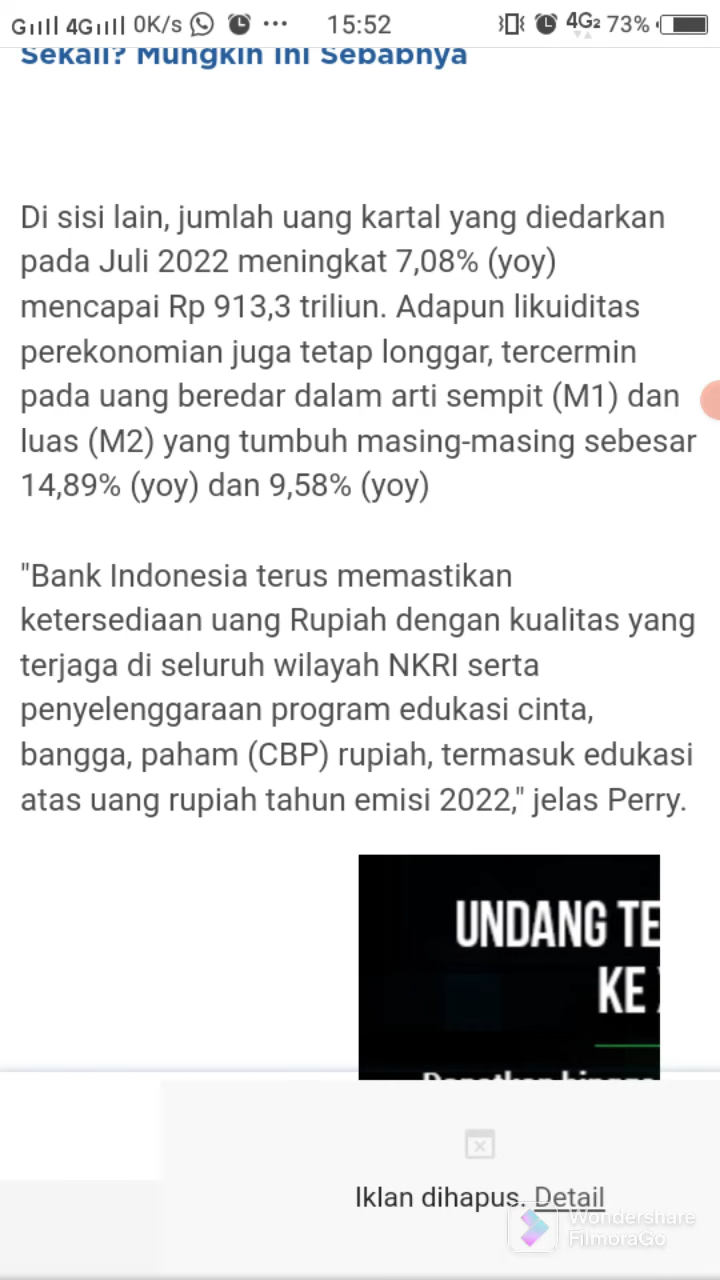 4G 0K/s ... 15:52 4G2 73%
Sekali? Mungkin Ini Sebabnya
Di sisi lain, jumlah uang kartal yang diedarkan
pada Juli 2022 meningkat 7,08% (yoy)
mencapai Rp 913,3 triliun. Adapun likuiditas
perekonomian juga tetap longgar, tercermin
pada uang beredar dalam arti sempit (M1) dan
luas (M2) yang tumbuh masing-masing sebesar
14,89% (yoy) dan 9,58% (yoy)
"Bank Indonesia terus memastikan
ketersediaan uang Rupiah dengan kualitas yang
terjaga di seluruh wilayah NKRI serta
penyelenggaraan program edukasi cinta,
bangga, paham (CBP) rupiah, termasuk edukasi
atas uang rupiah tahun emisi 2022," jelas Perry.
UNDANG TE
KE
Iklan dihapus. Detail
Wondershare
FilmoraGo